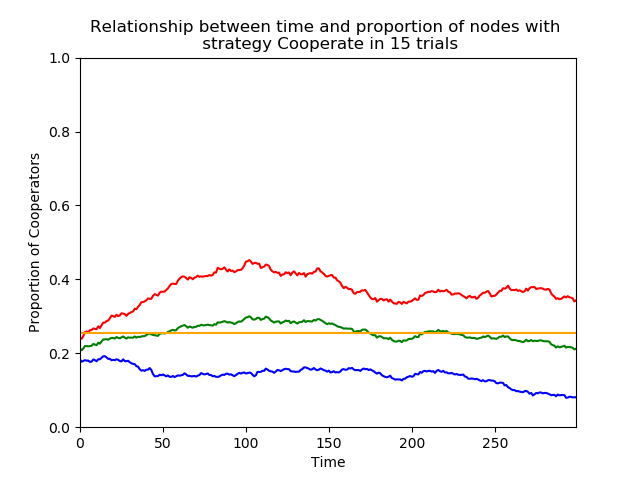 Relationship between time and proportion of nodes with
strategy Cooperate in 15 trials
1.0
0.8
0.6
0.4
0.2
0.0
Proportion of Cooperators
0 50 100 150 200 250
Time